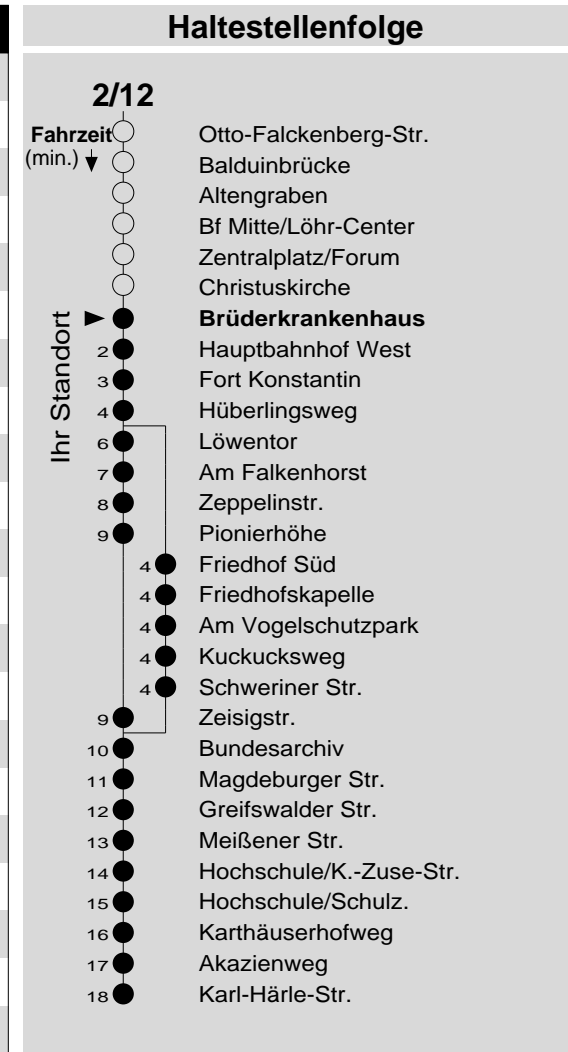 Haltestellenfolge
2/12
Fahrzeit
(min.)
Otto-Falckenberg-Str.
Balduinbrücke
Altengraben
Bf Mitte/Löhr-Center
Zentralplatz/Forum
Christuskirche
Ihr Standort
Brüderkrankenhaus
2 Hauptbahnhof West
3 Fort Konstantin
4 Hüberlingsweg
6 Löwentor
7 Am Falkenhorst
8 Zeppelinstr.
9 Pionierhöhe
4 Friedhof Süd
4 Friedhofskapelle
4 Am Vogelschutzpark
4 Kuckucksweg
4 Schweriner Str.
9 Zeisigstr.
10 Bundesarchiv
11 Magdeburger Str.
12 Greifswalder Str.
13 Meißener Str.
14 Hochschule/K.-Zuse-Str.
15 Hochschule/Schulz.
16 Karthäuserhofweg
17 Akazienweg
18 Karl-Härle-Str.